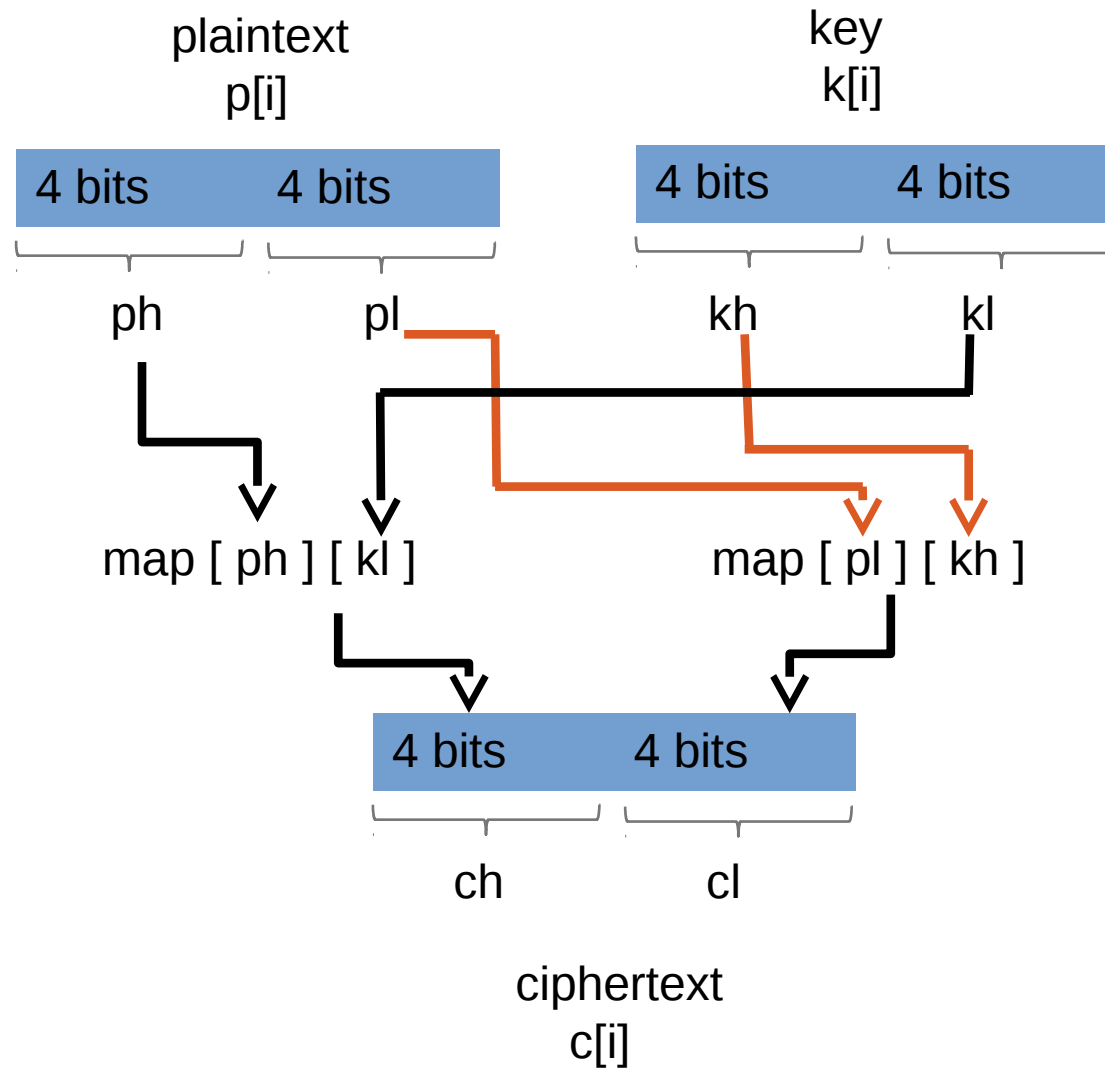 plaintext
p[i]
key
k[i]
4 bits 4 bits
4 bits 4 bits
ph
pl
kh
kl
map [ ph ] [ kl ]
map [ pl ] [ kh ]
4 bits 4 bits
ch
cl
ciphertext
c[i]